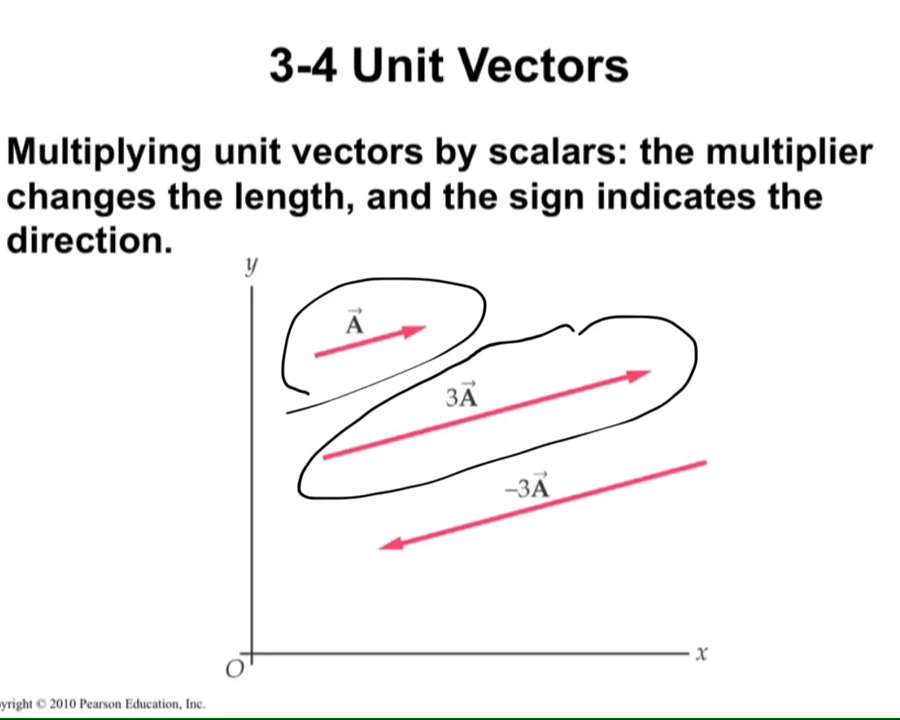 3-4 Unit Vectors
Multiplying unit vectors by scalars: the multiplier
changes the length, and the sign indicates the
direction.
y
A⃗
3A⃗
–3A⃗
x
O
yright © 2010 Pearson Education, Inc.